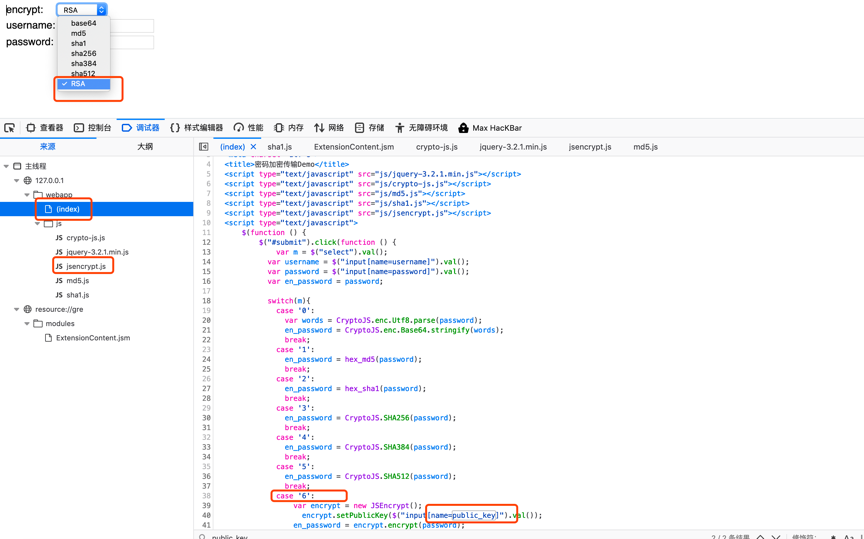 encrypt: RSA
username:
password:
base64
md5
sha1
sha256
sha384
sha512
✓ RSA
查看器 控制台 调试器 {} 样式编辑器 性能 内存 网络 存储 无障碍环境 Max HacKBar
来源 大纲 (index) ✕ sha1.js ExtensionContent.jsm crypto-js.js jquery-3.2.1.min.js jsencrypt.js md5.js
主线程
127.0.0.1
webapp
(index)
js
JS crypto-js.js
JS jquery-3.2.1.min.js
JS jsencrypt.js
JS md5.js
JS sha1.js
resource://gre
modules
ExtensionContent.jsm
4 <title>密码加密传输Demo</title>
5 <script type="text/javascript" src="js/jquery-3.2.1.min.js"></script>
6 <script type="text/javascript" src="js/crypto-js.js"></script>
7 <script type="text/javascript" src="js/md5.js"></script>
8 <script type="text/javascript" src="js/sha1.js"></script>
9 <script type="text/javascript" src="js/jsencrypt.js"></script>
10 <script type="text/javascript">
11 $(function () {
12 $("#submit").click(function () {
13 var m = $("select").val();
14 var username = $("input[name=username]").val();
15 var password = $("input[name=password]").val();
16 var en_password = password;
17
18 switch(m){
19 case '0':
20 var words = CryptoJS.enc.Utf8.parse(password);
21 en_password = CryptoJS.enc.Base64.stringify(words);
22 break;
23 case '1':
24 en_password = hex_md5(password);
25 break;
26 case '2':
27 en_password = hex_sha1(password);
28 break;
29 case '3':
30 en_password = CryptoJS.SHA256(password);
31 break;
32 case '4':
33 en_password = CryptoJS.SHA384(password);
34 break;
35 case '5':
36 en_password = CryptoJS.SHA512(password);
37 break;
38 case '6':
39 var encrypt = new JSEncrypt();
40 encrypt.setPublicKey($("input[name=public_key]").val());
41 en_password = encrypt.encrypt(password);
public_key